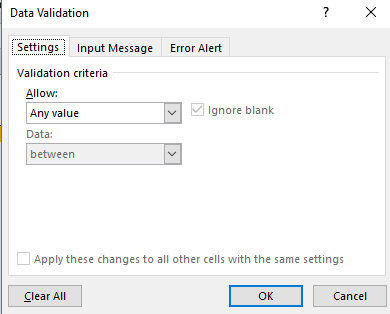 Data Validation
Settings Input Message Error Alert
Validation criteria
Allow:
Any value Ignore blank
Data:
between
Apply these changes to all other cells with the same settings
Clear All OK Cancel